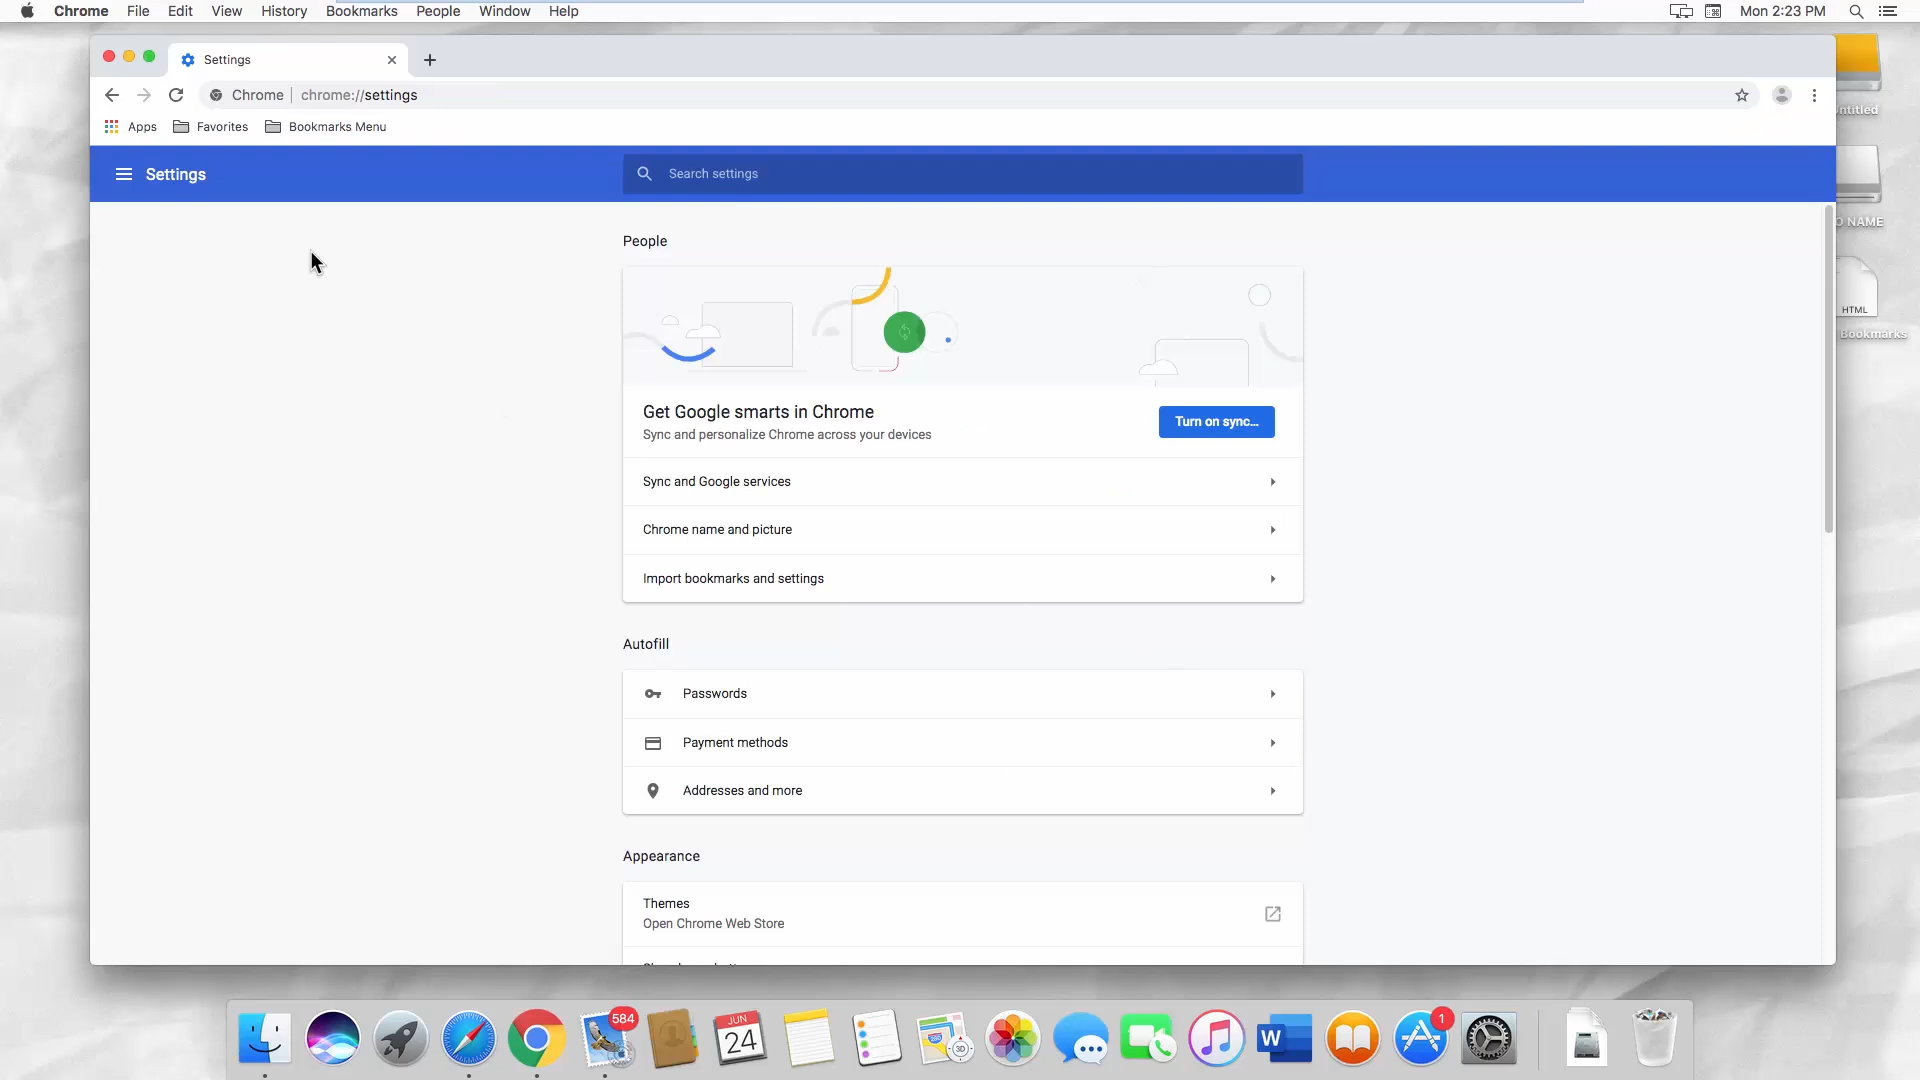 Chrome File Edit View History Bookmarks People Window Help Mon 2:23 PM
Settings
Chrome | chrome://settings
Apps Favorites Bookmarks Menu
Settings Search settings
People
Get Google smarts in Chrome
Sync and personalize Chrome across your devices
Turn on sync...
Sync and Google services
Chrome name and picture
Import bookmarks and settings
Autofill
Passwords
Payment methods
Addresses and more
Appearance
Themes
Open Chrome Web Store
ntitled
O NAME
HTML
Bookmarks
584
JUN
24
3D
W
1